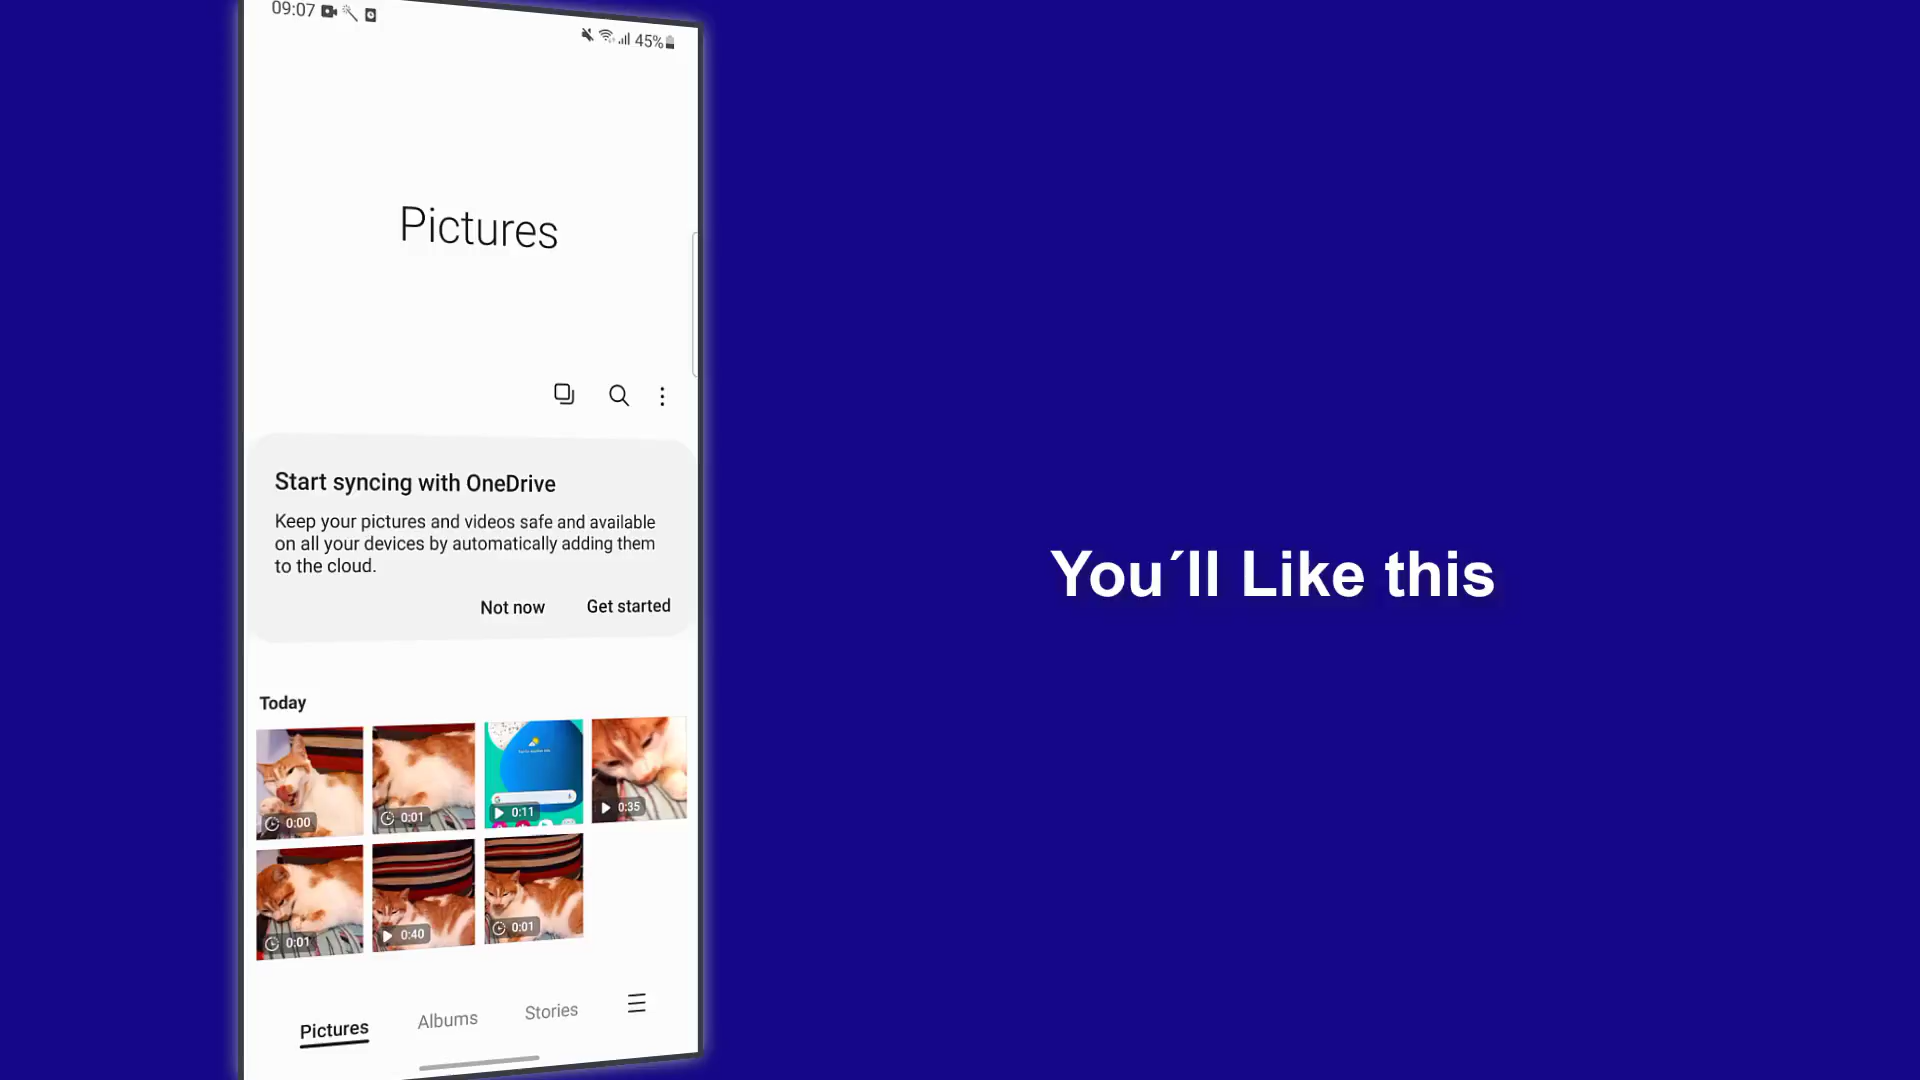 09:07
45%
Pictures
Start syncing with OneDrive
Keep your pictures and videos safe and available
on all your devices by automatically adding them
to the cloud.
Not now
Get started
Today
0:00
0:01
0:11
0:35
0:01
0:40
0:01
Pictures
Albums
Stories
You´ll Like this